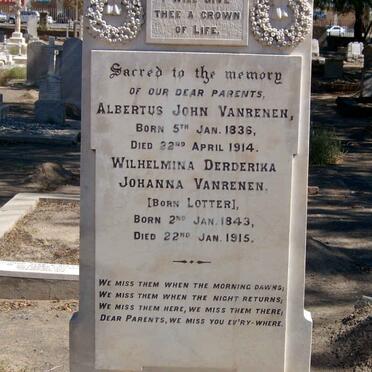 THEE A CROWN
OF LIFE.
Sacred to the memory
OF OUR DEAR PARENTS,
ALBERTUS JOHN VANRENEN,
BORN 5TH JAN. 1836,
DIED 22ND APRIL 1914.
WILHELMINA DERDERIKA
JOHANNA VANRENEN,
[BORN LOTTER],
BORN 2ND JAN. 1843,
DIED 22ND JAN. 1915.
WE MISS THEM WHEN THE MORNING DAWNS;
WE MISS THEM WHEN THE NIGHT RETURNS;
WE MISS THEM HERE, WE MISS THEM THERE;
DEAR PARENTS, WE MISS YOU EV'RY-WHERE.